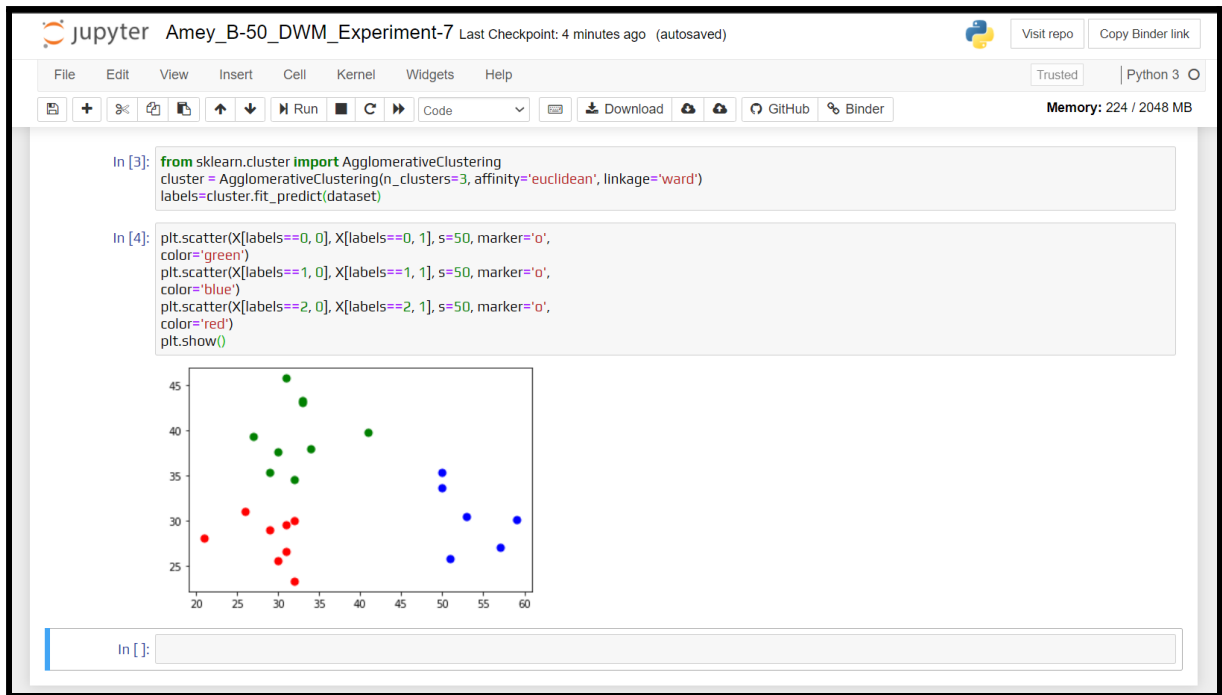 jupyter Amey_B-50_DWM_Experiment-7 Last Checkpoint: 4 minutes ago (autosaved) Visit repo Copy Binder link
File Edit View Insert Cell Kernel Widgets Help Trusted Python 3
Run Code Download GitHub Binder Memory: 224 / 2048 MB
In [3]: from sklearn.cluster import AgglomerativeClustering
cluster = AgglomerativeClustering(n_clusters=3, affinity='euclidean', linkage='ward')
labels=cluster.fit_predict(dataset)
In [4]: plt.scatter(X[labels==0, 0], X[labels==0, 1], s=50, marker='o',
color='green')
plt.scatter(X[labels==1, 0], X[labels==1, 1], s=50, marker='o',
color='blue')
plt.scatter(X[labels==2, 0], X[labels==2, 1], s=50, marker='o',
color='red')
plt.show()
45
40
35
30
25
20 25 30 35 40 45 50 55 60
In [ ]: